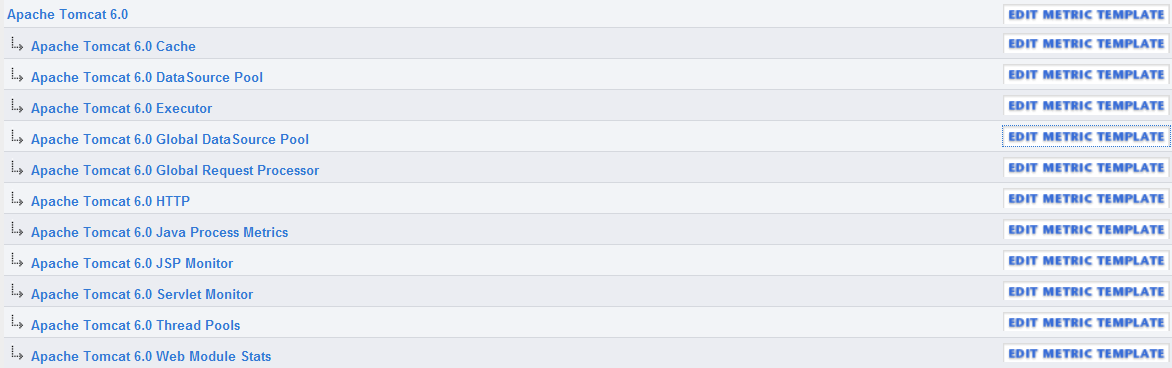 Apache Tomcat 6.0 EDIT METRIC TEMPLATE
Apache Tomcat 6.0 Cache EDIT METRIC TEMPLATE
Apache Tomcat 6.0 DataSource Pool EDIT METRIC TEMPLATE
Apache Tomcat 6.0 Executor EDIT METRIC TEMPLATE
Apache Tomcat 6.0 Global DataSource Pool EDIT METRIC TEMPLATE
Apache Tomcat 6.0 Global Request Processor EDIT METRIC TEMPLATE
Apache Tomcat 6.0 HTTP EDIT METRIC TEMPLATE
Apache Tomcat 6.0 Java Process Metrics EDIT METRIC TEMPLATE
Apache Tomcat 6.0 JSP Monitor EDIT METRIC TEMPLATE
Apache Tomcat 6.0 Servlet Monitor EDIT METRIC TEMPLATE
Apache Tomcat 6.0 Thread Pools EDIT METRIC TEMPLATE
Apache Tomcat 6.0 Web Module Stats EDIT METRIC TEMPLATE